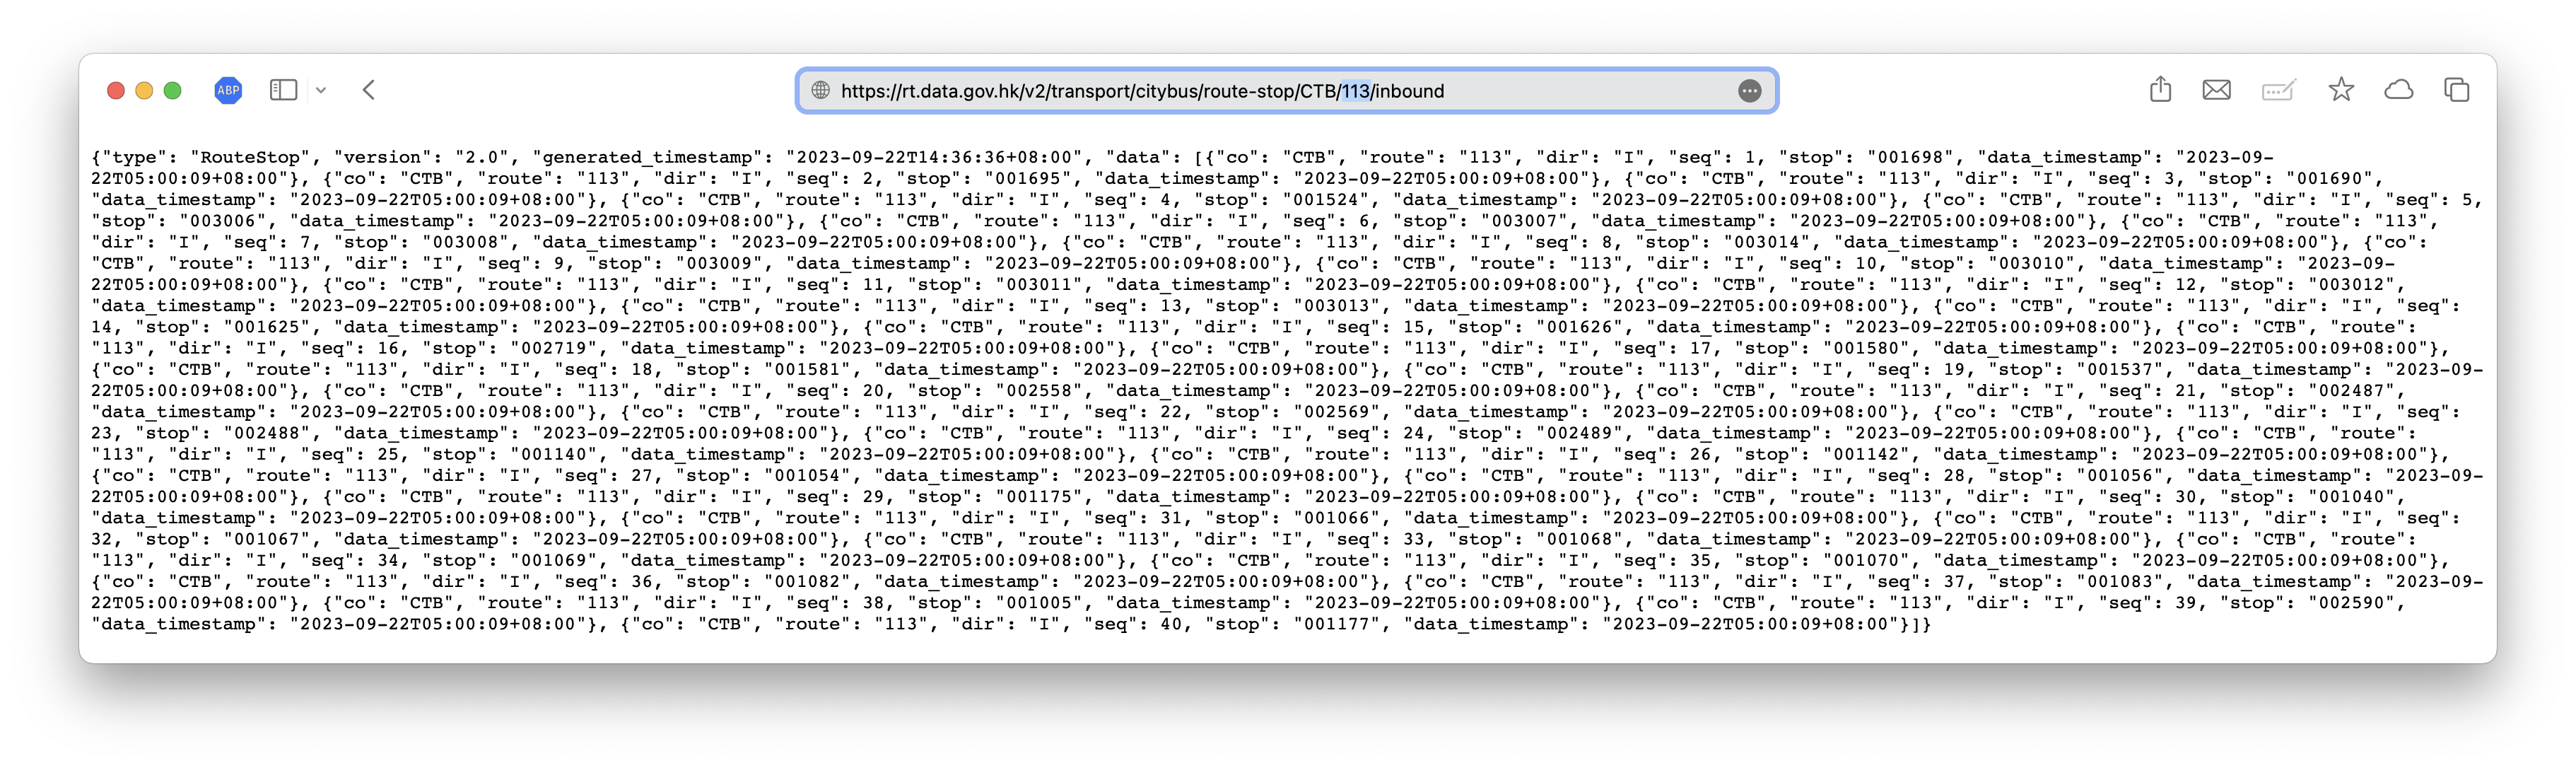 ABP
https://rt.data.gov.hk/v2/transport/citybus/route-stop/CTB/113/inbound
{"type": "RouteStop", "version": "2.0", "generated_timestamp": "2023-09-22T14:36:36+08:00", "data": [{"co": "CTB", "route": "113", "dir": "I", "seq": 1, "stop": "001698", "data_timestamp": "2023-09-
22T05:00:09+08:00"}, {"co": "CTB", "route": "113", "dir": "I", "seq": 2, "stop": "001695", "data_timestamp": "2023-09-22T05:00:09+08:00"}, {"co": "CTB", "route": "113", "dir": "I", "seq": 3, "stop": "001690",
"data_timestamp": "2023-09-22T05:00:09+08:00"}, {"co": "CTB", "route": "113", "dir": "I", "seq": 4, "stop": "001524", "data_timestamp": "2023-09-22T05:00:09+08:00"}, {"co": "CTB", "route": "113", "dir": "I", "seq": 5,
"stop": "003006", "data_timestamp": "2023-09-22T05:00:09+08:00"}, {"co": "CTB", "route": "113", "dir": "I", "seq": 6, "stop": "003007", "data_timestamp": "2023-09-22T05:00:09+08:00"}, {"co": "CTB", "route": "113",
"dir": "I", "seq": 7, "stop": "003008", "data_timestamp": "2023-09-22T05:00:09+08:00"}, {"co": "CTB", "route": "113", "dir": "I", "seq": 8, "stop": "003014", "data_timestamp": "2023-09-22T05:00:09+08:00"}, {"co":
"CTB", "route": "113", "dir": "I", "seq": 9, "stop": "003009", "data_timestamp": "2023-09-22T05:00:09+08:00"}, {"co": "CTB", "route": "113", "dir": "I", "seq": 10, "stop": "003010", "data_timestamp": "2023-09-
22T05:00:09+08:00"}, {"co": "CTB", "route": "113", "dir": "I", "seq": 11, "stop": "003011", "data_timestamp": "2023-09-22T05:00:09+08:00"}, {"co": "CTB", "route": "113", "dir": "I", "seq": 12, "stop": "003012",
"data_timestamp": "2023-09-22T05:00:09+08:00"}, {"co": "CTB", "route": "113", "dir": "I", "seq": 13, "stop": "003013", "data_timestamp": "2023-09-22T05:00:09+08:00"}, {"co": "CTB", "route": "113", "dir": "I", "seq":
14, "stop": "001625", "data_timestamp": "2023-09-22T05:00:09+08:00"}, {"co": "CTB", "route": "113", "dir": "I", "seq": 15, "stop": "001626", "data_timestamp": "2023-09-22T05:00:09+08:00"}, {"co": "CTB", "route":
"113", "dir": "I", "seq": 16, "stop": "002719", "data_timestamp": "2023-09-22T05:00:09+08:00"}, {"co": "CTB", "route": "113", "dir": "I", "seq": 17, "stop": "001580", "data_timestamp": "2023-09-22T05:00:09+08:00"},
{"co": "CTB", "route": "113", "dir": "I", "seq": 18, "stop": "001581", "data_timestamp": "2023-09-22T05:00:09+08:00"}, {"co": "CTB", "route": "113", "dir": "I", "seq": 19, "stop": "001537", "data_timestamp": "2023-09-
22T05:00:09+08:00"}, {"co": "CTB", "route": "113", "dir": "I", "seq": 20, "stop": "002558", "data_timestamp": "2023-09-22T05:00:09+08:00"}, {"co": "CTB", "route": "113", "dir": "I", "seq": 21, "stop": "002487",
"data_timestamp": "2023-09-22T05:00:09+08:00"}, {"co": "CTB", "route": "113", "dir": "I", "seq": 22, "stop": "002569", "data_timestamp": "2023-09-22T05:00:09+08:00"}, {"co": "CTB", "route": "113", "dir": "I", "seq":
23, "stop": "002488", "data_timestamp": "2023-09-22T05:00:09+08:00"}, {"co": "CTB", "route": "113", "dir": "I", "seq": 24, "stop": "002489", "data_timestamp": "2023-09-22T05:00:09+08:00"}, {"co": "CTB", "route":
"113", "dir": "I", "seq": 25, "stop": "001140", "data_timestamp": "2023-09-22T05:00:09+08:00"}, {"co": "CTB", "route": "113", "dir": "I", "seq": 26, "stop": "001142", "data_timestamp": "2023-09-22T05:00:09+08:00"},
{"co": "CTB", "route": "113", "dir": "I", "seq": 27, "stop": "001054", "data_timestamp": "2023-09-22T05:00:09+08:00"}, {"co": "CTB", "route": "113", "dir": "I", "seq": 28, "stop": "001056", "data_timestamp": "2023-09-
22T05:00:09+08:00"}, {"co": "CTB", "route": "113", "dir": "I", "seq": 29, "stop": "001175", "data_timestamp": "2023-09-22T05:00:09+08:00"}, {"co": "CTB", "route": "113", "dir": "I", "seq": 30, "stop": "001040",
"data_timestamp": "2023-09-22T05:00:09+08:00"}, {"co": "CTB", "route": "113", "dir": "I", "seq": 31, "stop": "001066", "data_timestamp": "2023-09-22T05:00:09+08:00"}, {"co": "CTB", "route": "113", "dir": "I", "seq":
32, "stop": "001067", "data_timestamp": "2023-09-22T05:00:09+08:00"}, {"co": "CTB", "route": "113", "dir": "I", "seq": 33, "stop": "001068", "data_timestamp": "2023-09-22T05:00:09+08:00"}, {"co": "CTB", "route":
"113", "dir": "I", "seq": 34, "stop": "001069", "data_timestamp": "2023-09-22T05:00:09+08:00"}, {"co": "CTB", "route": "113", "dir": "I", "seq": 35, "stop": "001070", "data_timestamp": "2023-09-22T05:00:09+08:00"},
{"co": "CTB", "route": "113", "dir": "I", "seq": 36, "stop": "001082", "data_timestamp": "2023-09-22T05:00:09+08:00"}, {"co": "CTB", "route": "113", "dir": "I", "seq": 37, "stop": "001083", "data_timestamp": "2023-09-
22T05:00:09+08:00"}, {"co": "CTB", "route": "113", "dir": "I", "seq": 38, "stop": "001005", "data_timestamp": "2023-09-22T05:00:09+08:00"}, {"co": "CTB", "route": "113", "dir": "I", "seq": 39, "stop": "002590",
"data_timestamp": "2023-09-22T05:00:09+08:00"}, {"co": "CTB", "route": "113", "dir": "I", "seq": 40, "stop": "001177", "data_timestamp": "2023-09-22T05:00:09+08:00"}]}